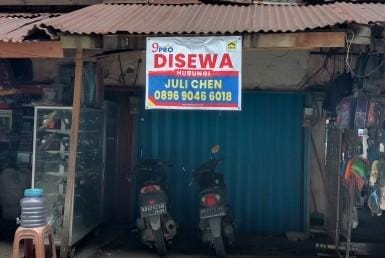 9PRO
DISEWA
HUBUNGI
JULI CHEN
0896 9046 6018